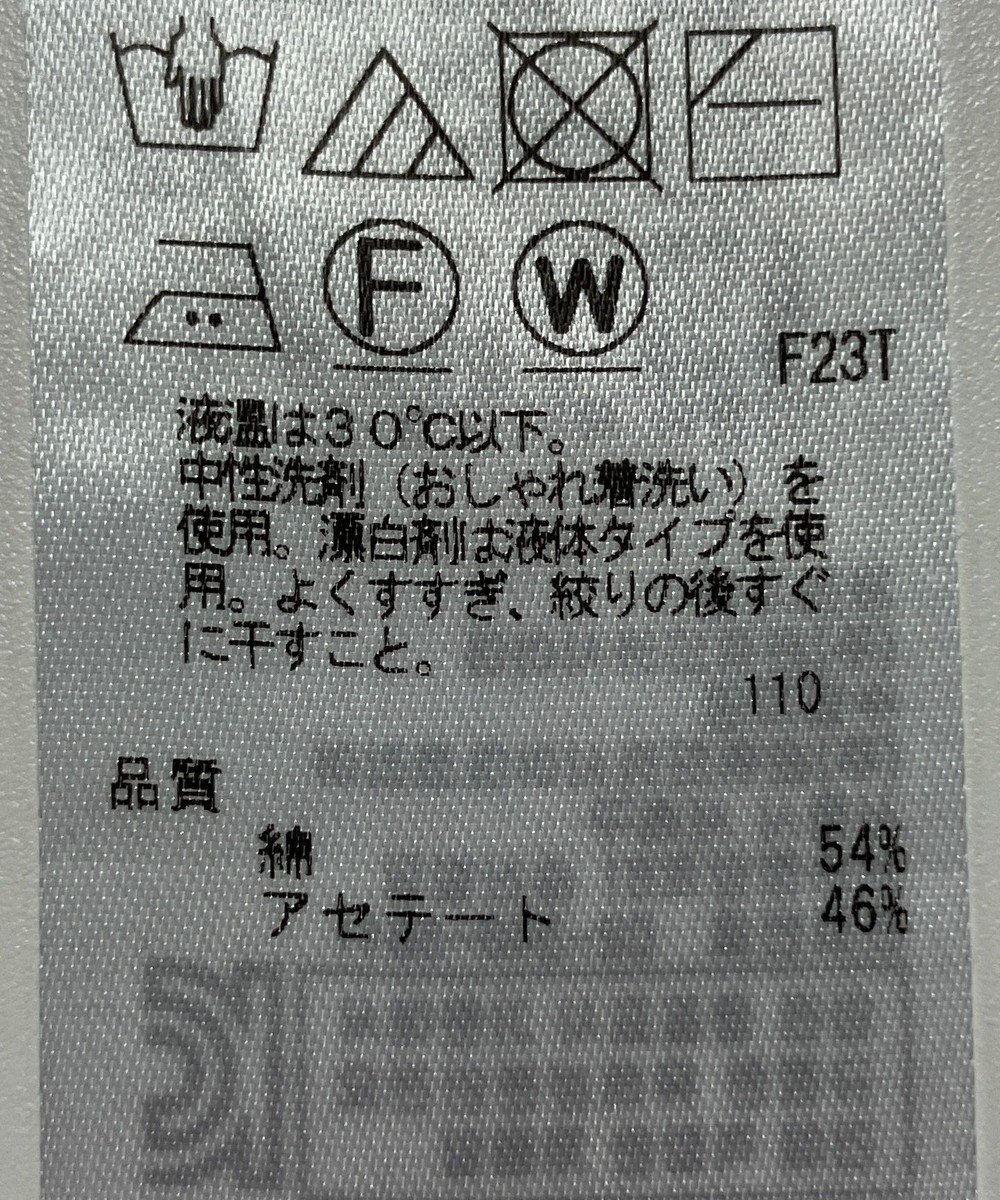 F W
F23T
液温は30℃以下。
中性洗剤（おしゃれ着洗い）を
使用。漂白剤は液体タイプを使
用。よくすすぎ、絞りの後すぐ
に干すこと。
110
品質
綿 54%
アセテート 46%